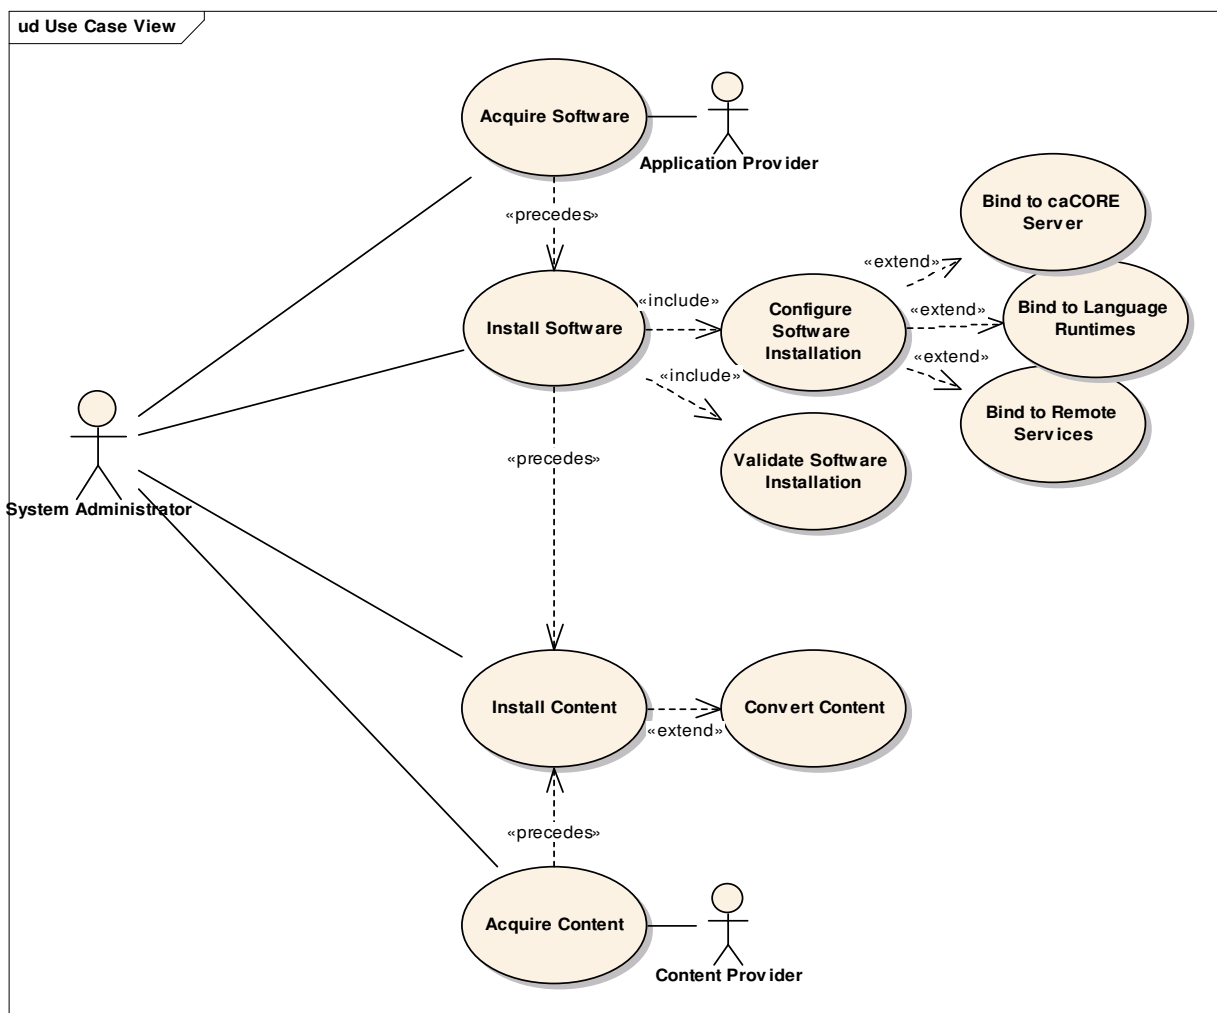 ud Use Case View
Acquire Software
Application Provider
«precedes»
Bind to caCORE
Server
«extend»
Install Software
«include»
Configure
Software
Installation
«extend»
Bind to Language
Runtimes
«extend»
«include»
Bind to Remote
Services
Validate Software
Installation
«precedes»
System Administrator
Install Content
«extend»
Convert Content
«precedes»
Acquire Content
Content Provider